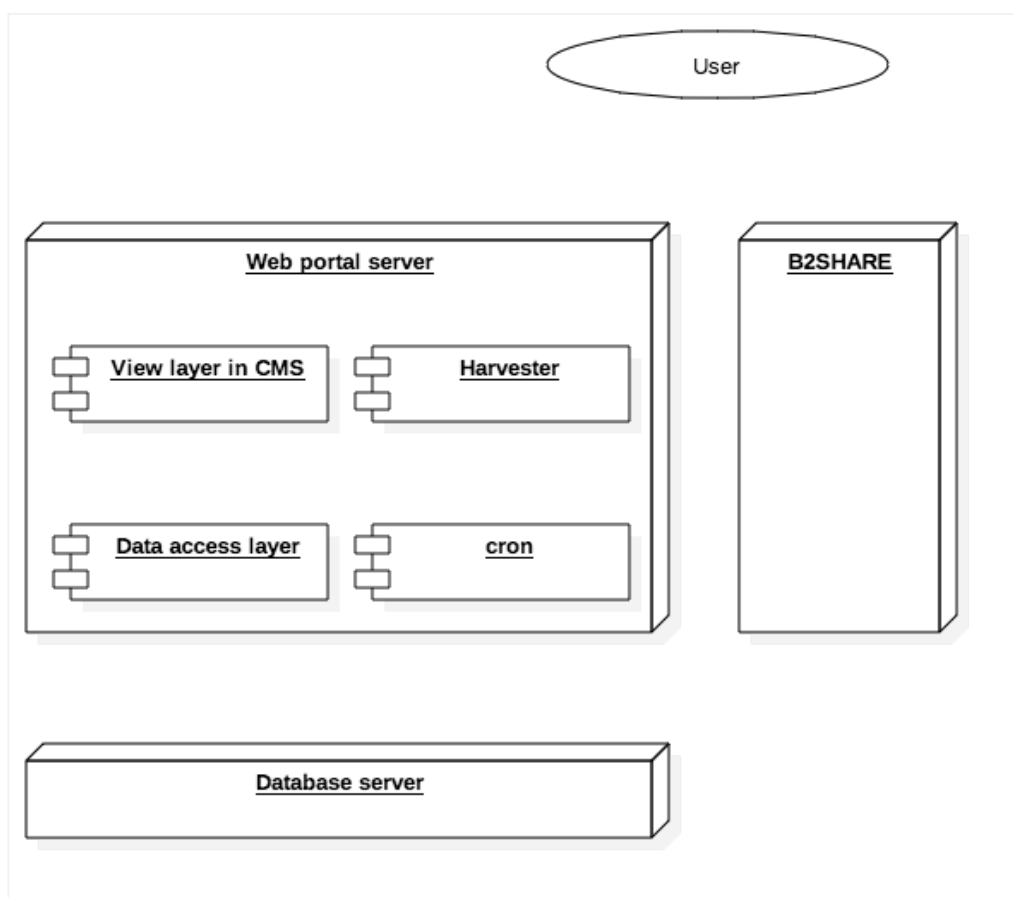 User
Web portal server
B2SHARE
View layer in CMS
Harvester
Data access layer
cron
Database server